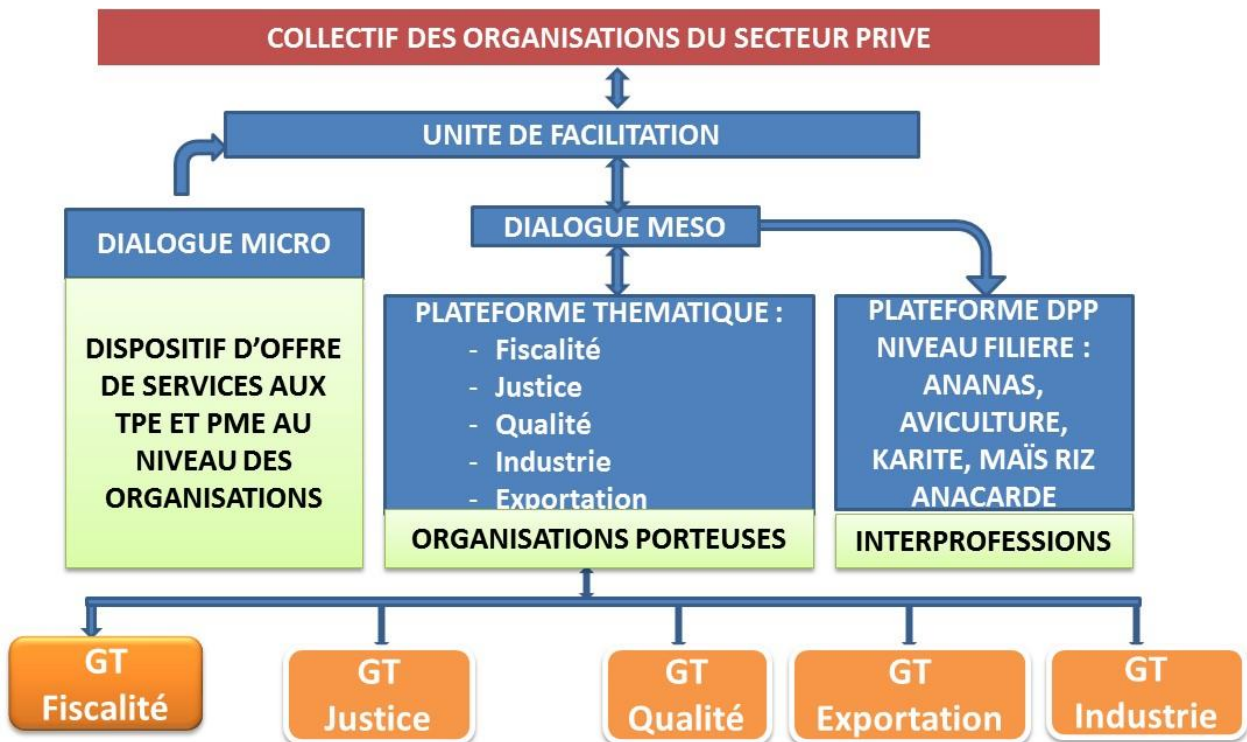 COLLECTIF DES ORGANISATIONS DU SECTEUR PRIVE
UNITE DE FACILITATION
DIALOGUE MICRO
DISPOSITIF D’OFFRE
DE SERVICES AUX
TPE ET PME AU
NIVEAU DES
ORGANISATIONS
DIALOGUE MESO
PLATEFORME THEMATIQUE :
- Fiscalité
- Justice
- Qualité
- Industrie
- Exportation
ORGANISATIONS PORTEUSES
PLATEFORME DPP
NIVEAU FILIERE :
ANANAS,
AVICULTURE,
KARITE, MAÏS RIZ
ANACARDE
INTERPROFESSIONS
GT
Fiscalité
GT
Justice
GT
Qualité
GT
Exportation
GT
Industrie